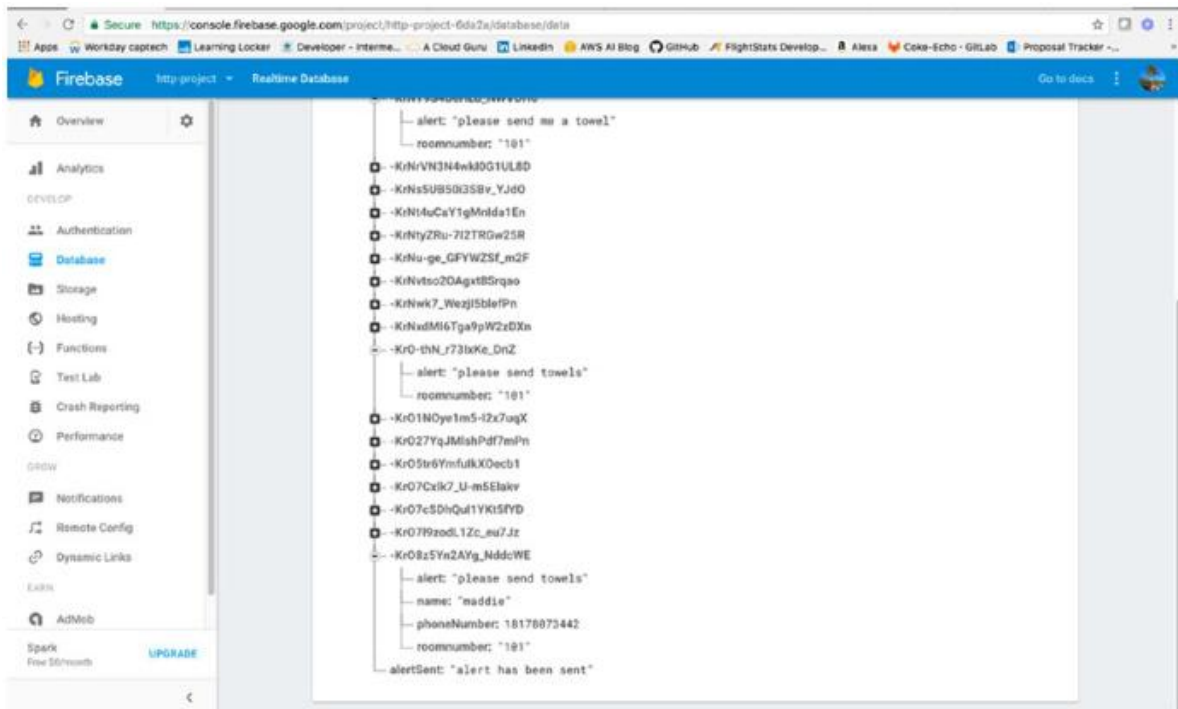 Secure https://console.firebase.google.com/project/http-project-6da2a/database/data
Apps Workday captech Learning Locker Developer - Interme... A Cloud Guru LinkedIn AWS AI Blog GitHub FlightStats Develop... Alexa Coke-Echo - GitLab Proposal Tracker -...
Firebase http-project Realtime Database Go to docs
Overview
Analytics
DEVELOP
Authentication
Database
Storage
Hosting
Functions
Test Lab
Crash Reporting
Performance
GROW
Notifications
Remote Config
Dynamic Links
EARN
AdMob
Spark
Free $0/month
UPGRADE
alert: "please send me a towel"
roomnumber: "101"
-KrNrVN3N4wkI0G1UL8D
-KrNs5UB50i3SBv_YJdO
-KrNt4uCaY1gMnIda1En
-KrNtyZRu-7I2TRGw25R
-KrNu-ge_GFYWZSf_m2F
-KrNvtso2OAgxt8Srqao
-KrNwk7_WezjI5blefPn
-KrNxdMI6Tga9pW2zDXn
-KrO-thN_r73IxKe_DnZ
alert: "please send towels"
roomnumber: "101"
-KrO1NOye1m5-I2x7uqX
-KrO27YqJMishPdf7mPn
-KrO5tr6YmfulkXOecb1
-KrO7Cxlk7_U-m5Elakv
-KrO7cSDhQuI1YKt5fYD
-KrO7I9zodL1Zc_eu7Jz
-KrO8z5Yn2AYg_NddcWE
alert: "please send towels"
name: "maddie"
phoneNumber: 18178073442
roomnumber: "101"
alertSent: "alert has been sent"